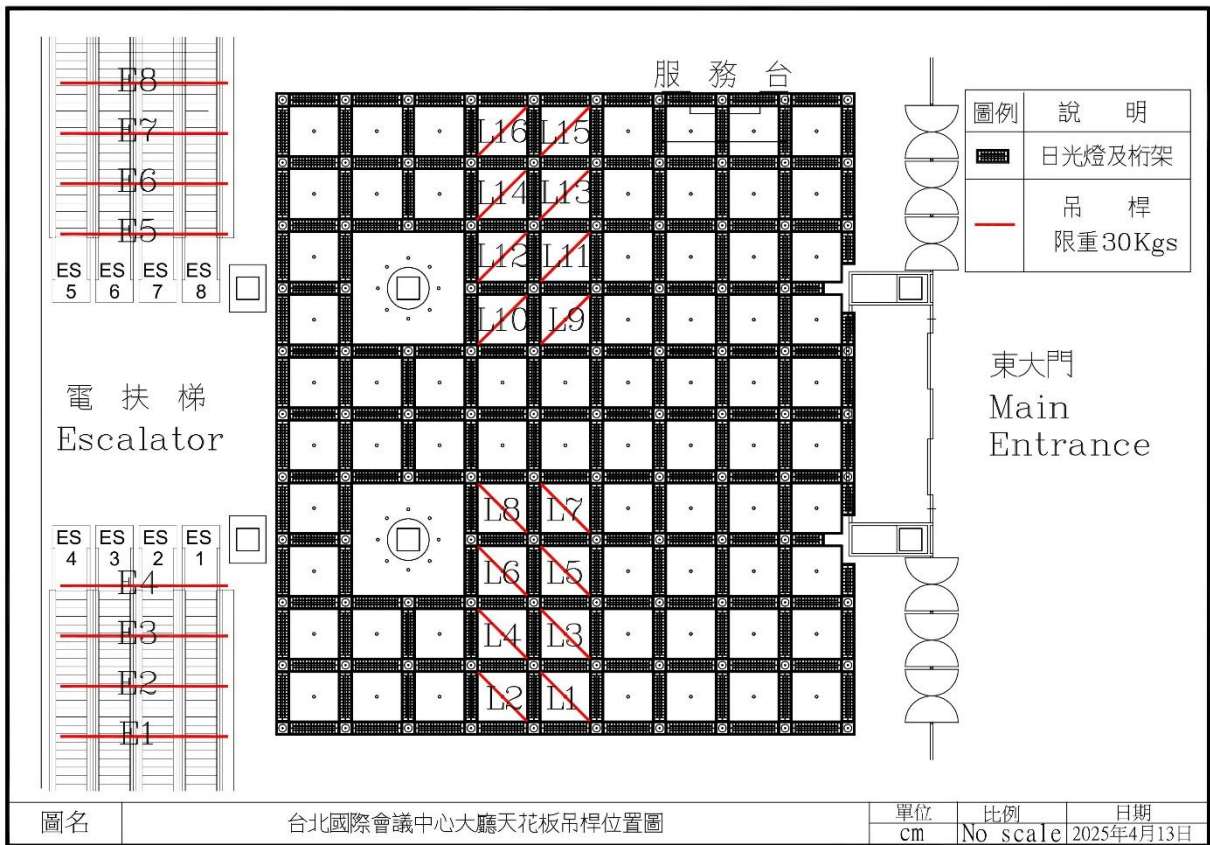 服務台
E8
E7
E6
E5
ES 5
ES 6
ES 7
ES 8
電扶梯
Escalator
ES 4
ES 3
ES 2
ES 1
E4
E3
E2
E1
L16 L15
L14 L13
L12 L11
L10 L9
L8 L7
L6 L5
L4 L3
L2 L1
圖例 說明
日光燈及桁架
吊桿
限重30Kgs
東大門
Main
Entrance
圖名 台北國際會議中心大廳天花板吊桿位置圖
單位 比例 日期
cm No scale 2025年4月13日